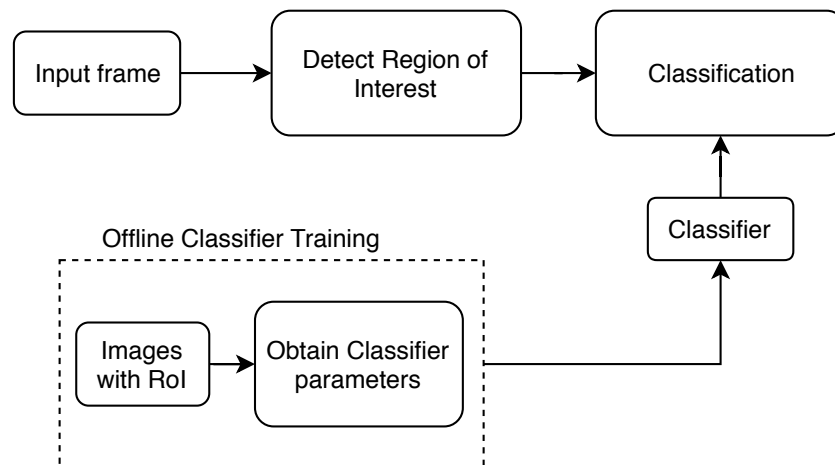 Input frame
Detect Region of
Interest
Classification
Classifier
Offline Classifier Training
Images
with RoI
Obtain Classifier
parameters